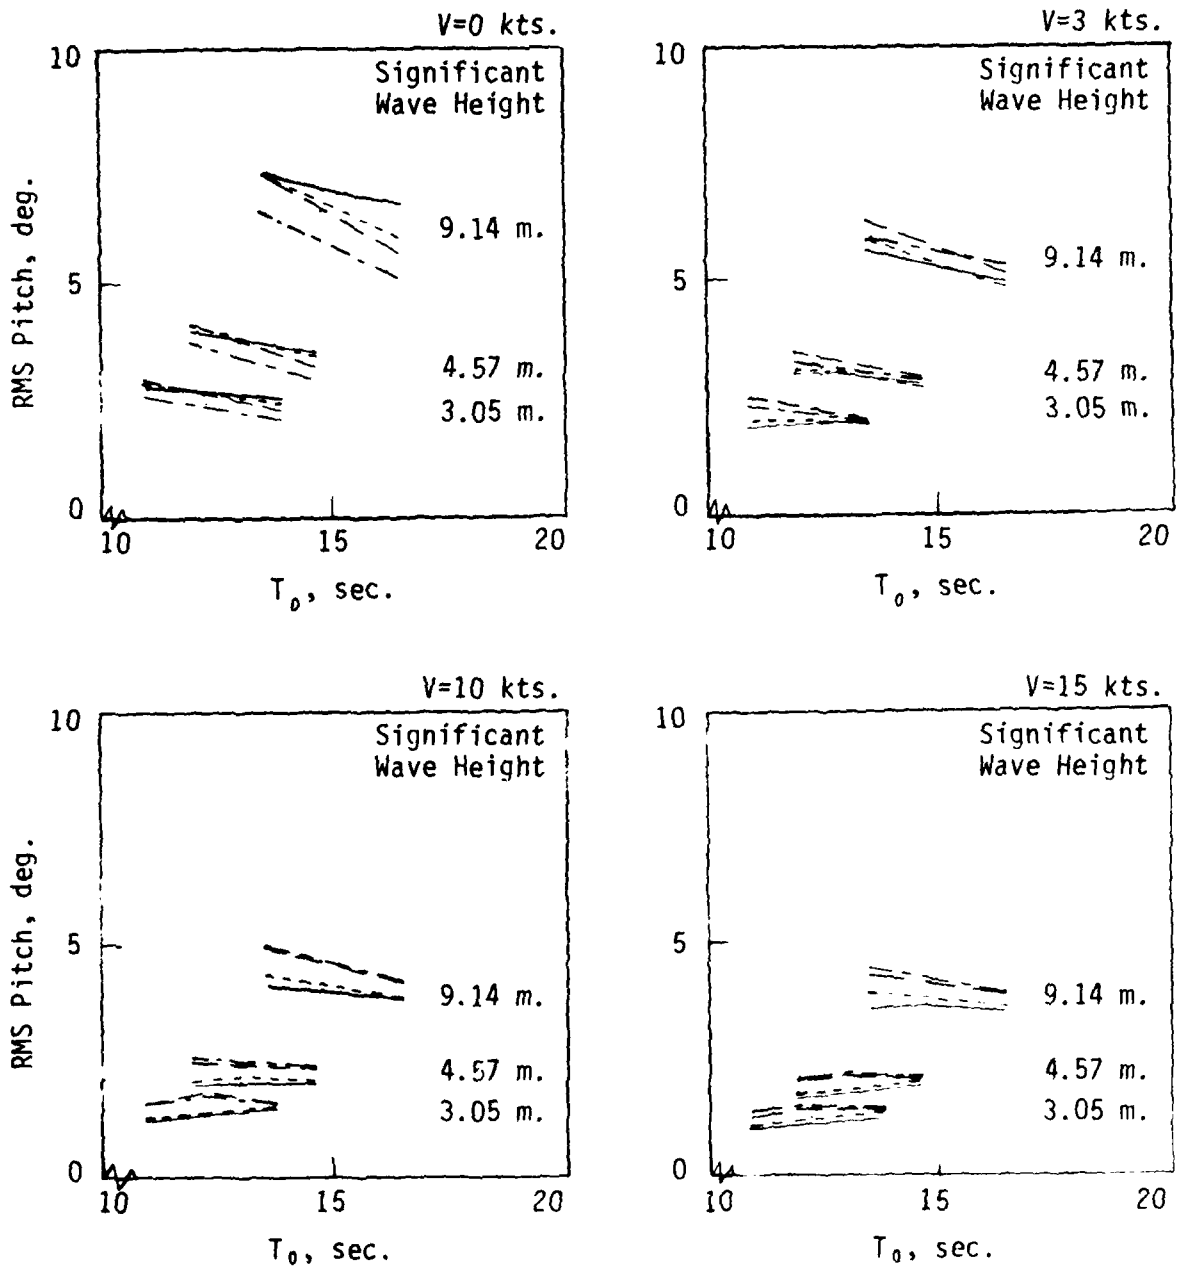 V=0 kts.
10
Significant
Wave Height
RMS Pitch, deg.
9.14 m.
5
4.57 m.
3.05 m.
0
10 15 20
T₀, sec.
V=3 kts.
10
Significant
Wave Height
9.14 m.
5
4.57 m.
3.05 m.
0
10 15 20
T₀, sec.
V=10 kts.
10
Significant
Wave Height
RMS Pitch, deg.
5
9.14 m.
4.57 m.
3.05 m.
0
10 15 20
T₀, sec.
V=15 kts.
10
Significant
Wave Height
5
9.14 m.
4.57 m.
3.05 m.
0
10 15 20
T₀, sec.